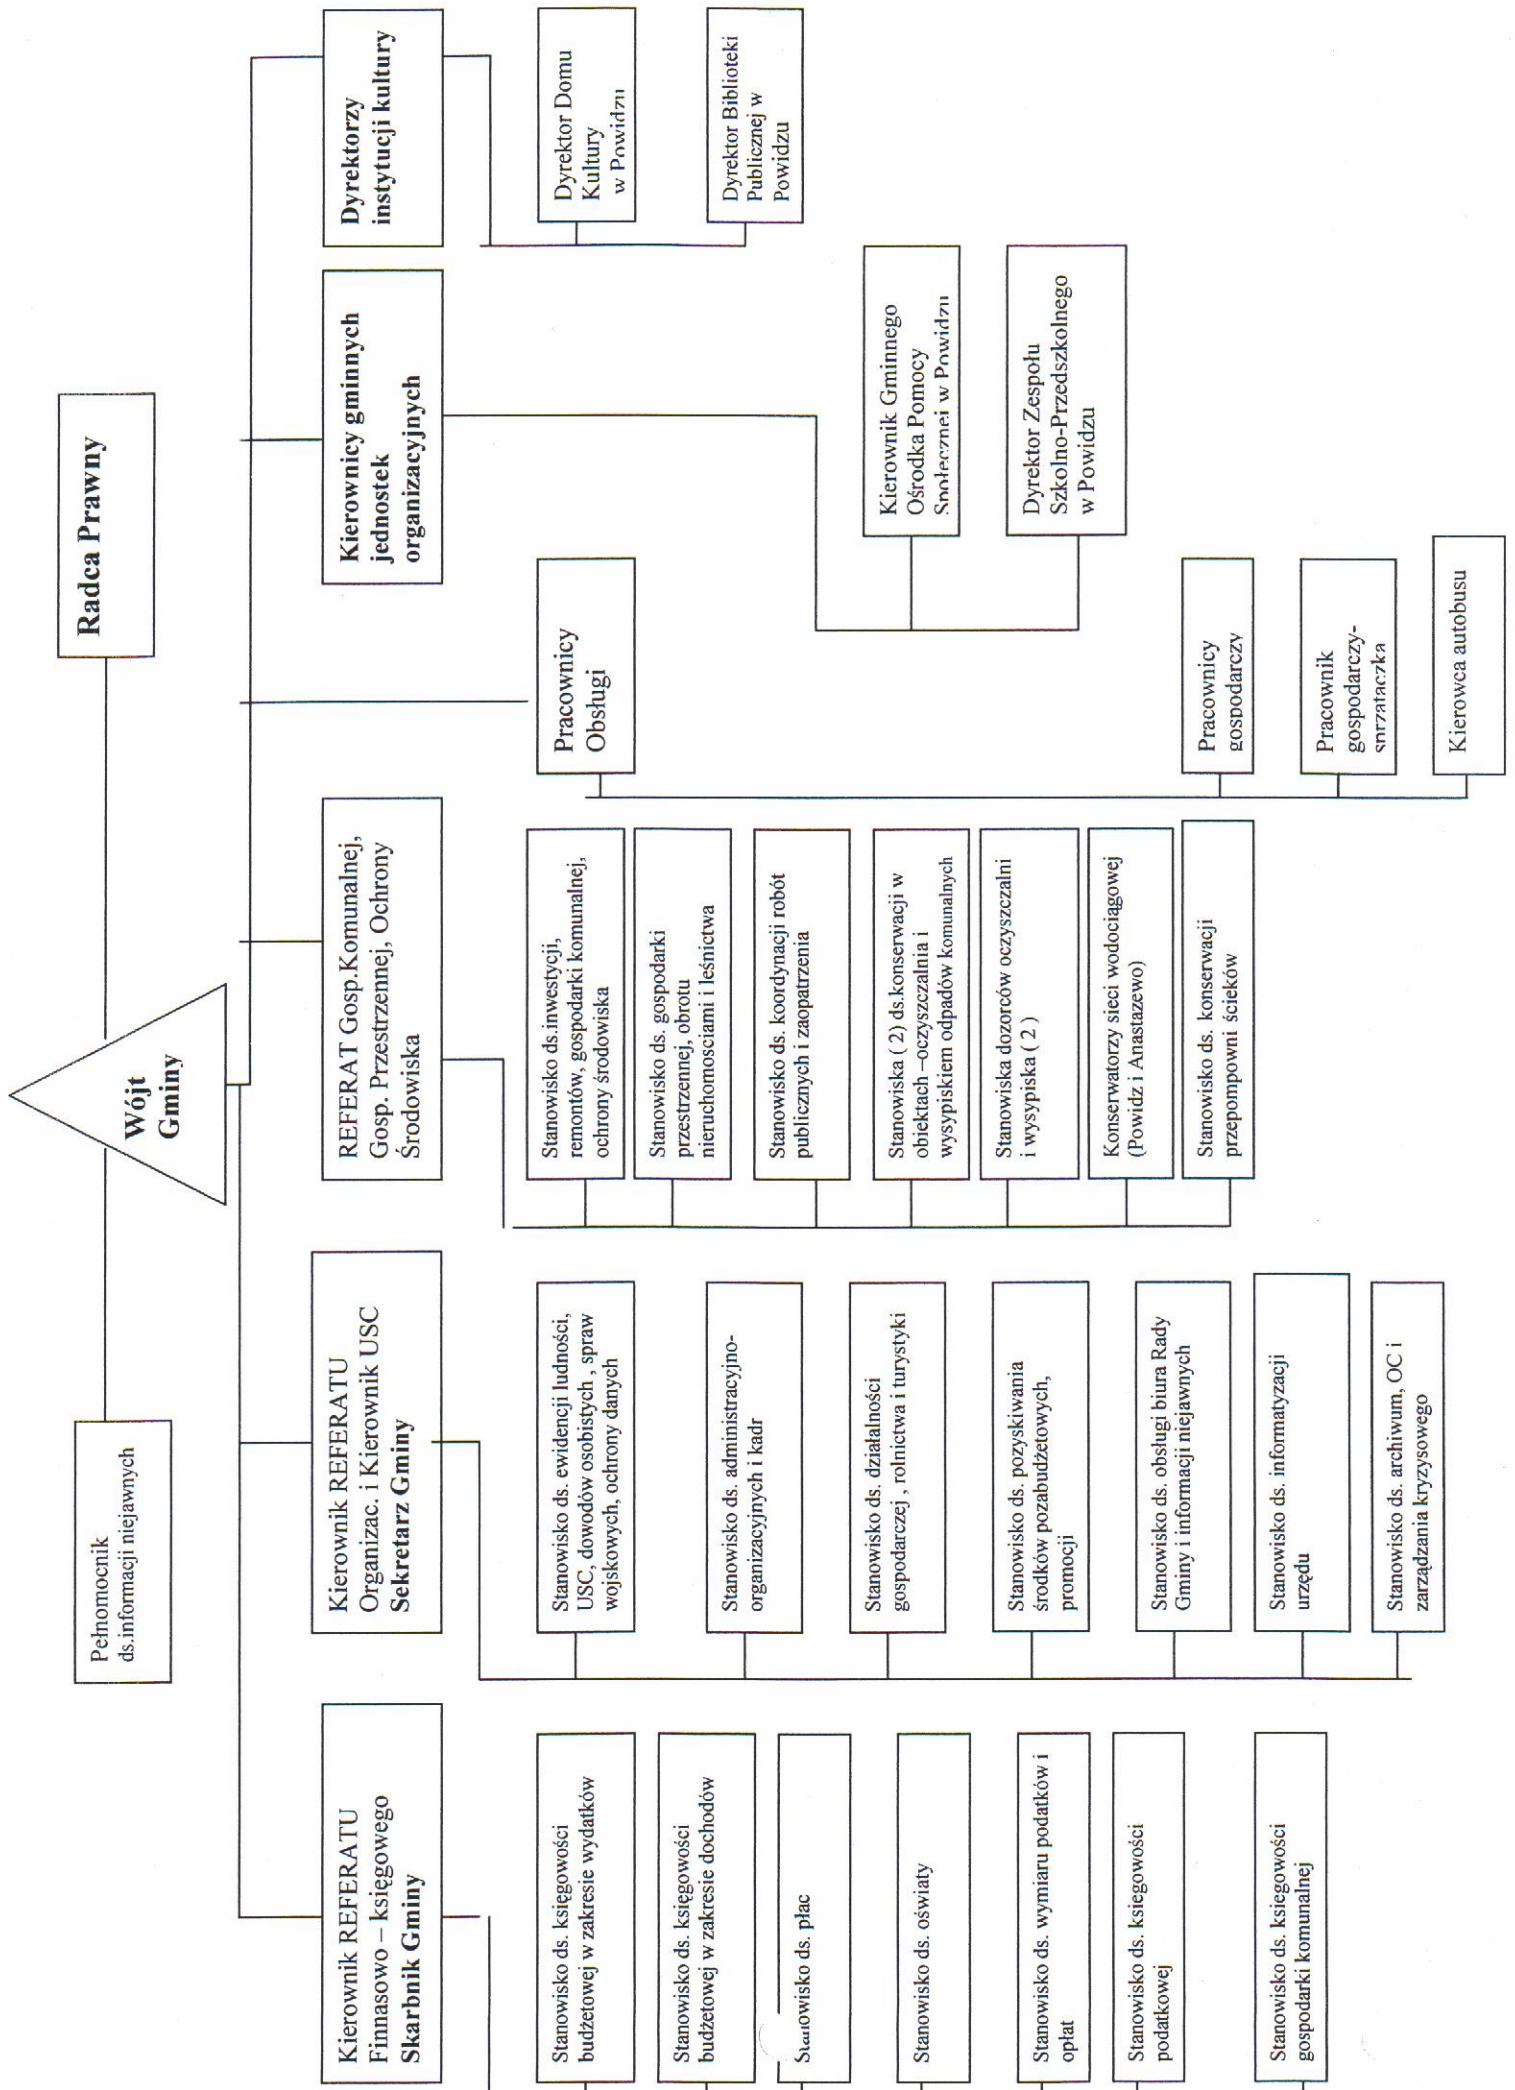 Wójt
Gminy
Pełnomocnik
ds.informacji niejawnych
Radca Prawny
Kierownik REFERATU
Finnasowo – księgowego
Skarbnik Gminy
Kierownik REFERATU
Organizac. i Kierownik USC
Sekretarz Gminy
REFERAT Gosp.Komunalnej,
Gosp. Przestrzennej, Ochrony
Środowiska
Kierownicy gminnych
jednostek
organizacyjnych
Dyrektorzy
instytucji kultury
Stanowisko ds. księgowości
budżetowej w zakresie wydatków
Stanowisko ds. księgowości
budżetowej w zakresie dochodów
Stanowisko ds. płac
Stanowisko ds. oświaty
Stanowisko ds. wymiaru podatków i
opłat
Stanowisko ds. ksiegowości
podatkowej
Stanowisko ds. ksiegowości
gospodarki komunalnej
Stanowisko ds. ewidencji ludności,
USC, dowodów osobistych , spraw
wojskowych, ochrony danych
Stanowisko ds. administracyjno-
organizacyjnych i kadr
Stanowisko ds. działalności
gospodarczej , rolnictwa i turystyki
Stanowisko ds. pozyskiwania
środków pozabudżetowych,
promocji
Stanowisko ds. obsługi biura Rady
Gminy i informacji niejawnych
Stanowisko ds. informatyzacji
urzędu
Stanowisko ds. archiwum, OC i
zarządzania kryzysowego
Stanowisko ds.inwestycji,
remontów, gospodarki komunalnej,
ochrony środowiska
Stanowisko ds. gospodarki
przestrzennej, obrotu
nieruchomosciami i leśnictwa
Stanowisko ds. koordynacji robót
publicznych i zaopatrzenia
Stanowiska ( 2) ds.konserwacji w
obiektach –oczyszczalnia i
wysypiskiem odpadów komunalnych
Stanowiska dozorców oczyszczalni
i wysypiska ( 2 )
Konserwatorzy sieci wodociągowej
(Powidz i Anastazewo)
Stanowisko ds. konserwacji
przepompowni ścieków
Pracownicy
Obsługi
Pracownicy
gospodarczy
Pracownik
gospodarczy-
sprzątaczka
Kierowca autobusu
Kierownik Gminnego
Ośrodka Pomocy
Społecznej w Powidzu
Dyrektor Zespołu
Szkolno-Przedszkolnego
w Powidzu
Dyrektor Domu
Kultury
w Powidzu
Dyrektor Biblioteki
Publicznej w
Powidzu